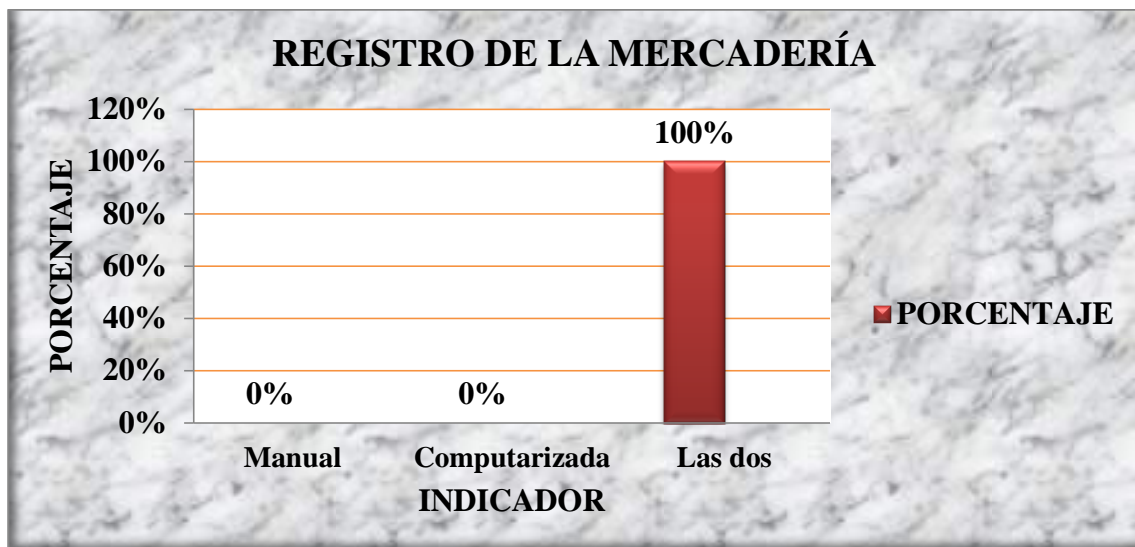 REGISTRO DE LA MERCADERÍA
PORCENTAJE
120%
100%
80%
60%
40%
20%
0%
0%
0%
100%
Manual
Computarizada
Las dos
INDICADOR
PORCENTAJE